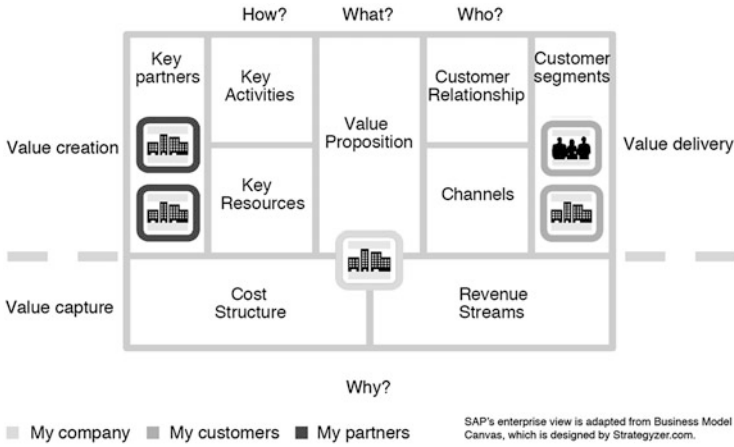 How?
What?
Who?
Key
partners
Key
Activities
Key
Resources
Value
Proposition
Customer
Relationship
Channels
Customer
segments
Value creation
Value delivery
Value capture
Cost
Structure
Revenue
Streams
Why?
My company
My customers
My partners
SAP's enterprise view is adapted from Business Model
Canvas, which is designed by Strategyzer.com.